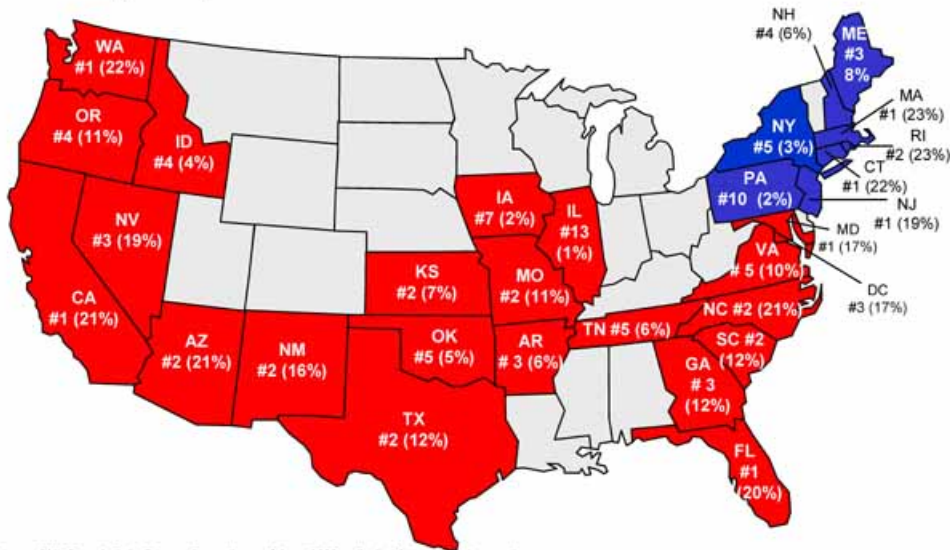 WA
#1 (22%)
OR
#4 (11%)
ID
#4 (4%)
NV
#3 (19%)
CA
#1 (21%)
AZ
#2 (21%)
NM
#2 (16%)
KS
#2 (7%)
OK
#5 (5%)
TX
#2 (12%)
IA
#7 (2%)
MO
#2 (11%)
AR
# 3 (6%)
IL
#13
(1%)
TN #5 (6%)
GA
# 3
(12%)
FL
#1
(20%)
SC #2
(12%)
NC #2 (21%)
VA
# 5 (10%)
PA
#10 (2%)
NY
#5 (3%)
NH
#4 (6%)
ME
#3
8%
MA
#1 (23%)
RI
#2 (23%)
CT
#1 (22%)
NJ
#1 (19%)
MD
#1 (17%)
DC
#3 (17%)